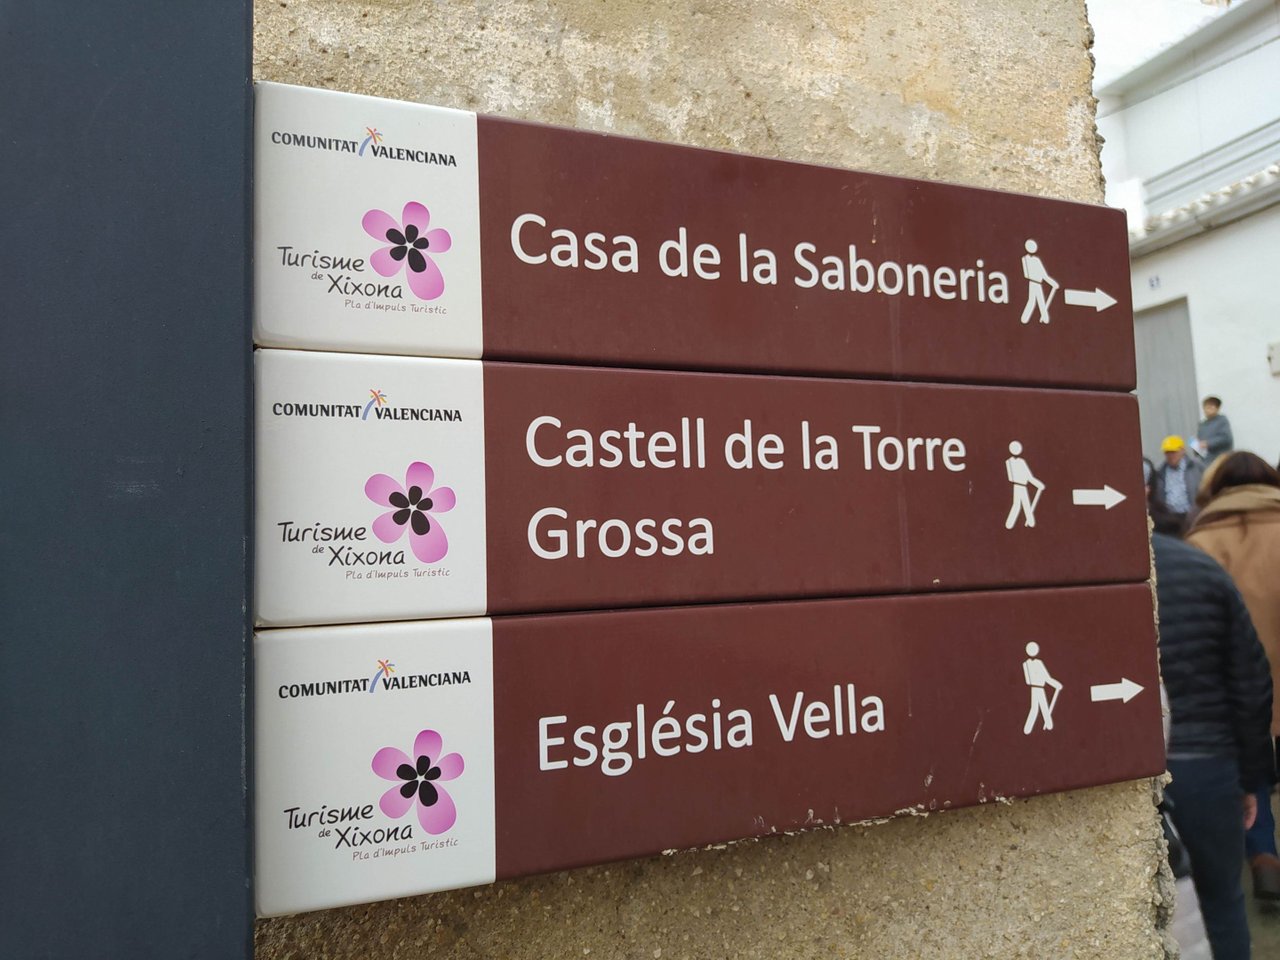 COMUNITAT VALENCIANA
Turisme
de Xixona
Pla d'Impuls Turístic
Casa de la Saboneria
COMUNITAT VALENCIANA
Turisme
de Xixona
Pla d'Impuls Turístic
Castell de la Torre
Grossa
COMUNITAT VALENCIANA
Turisme
de Xixona
Pla d'Impuls Turístic
Església Vella